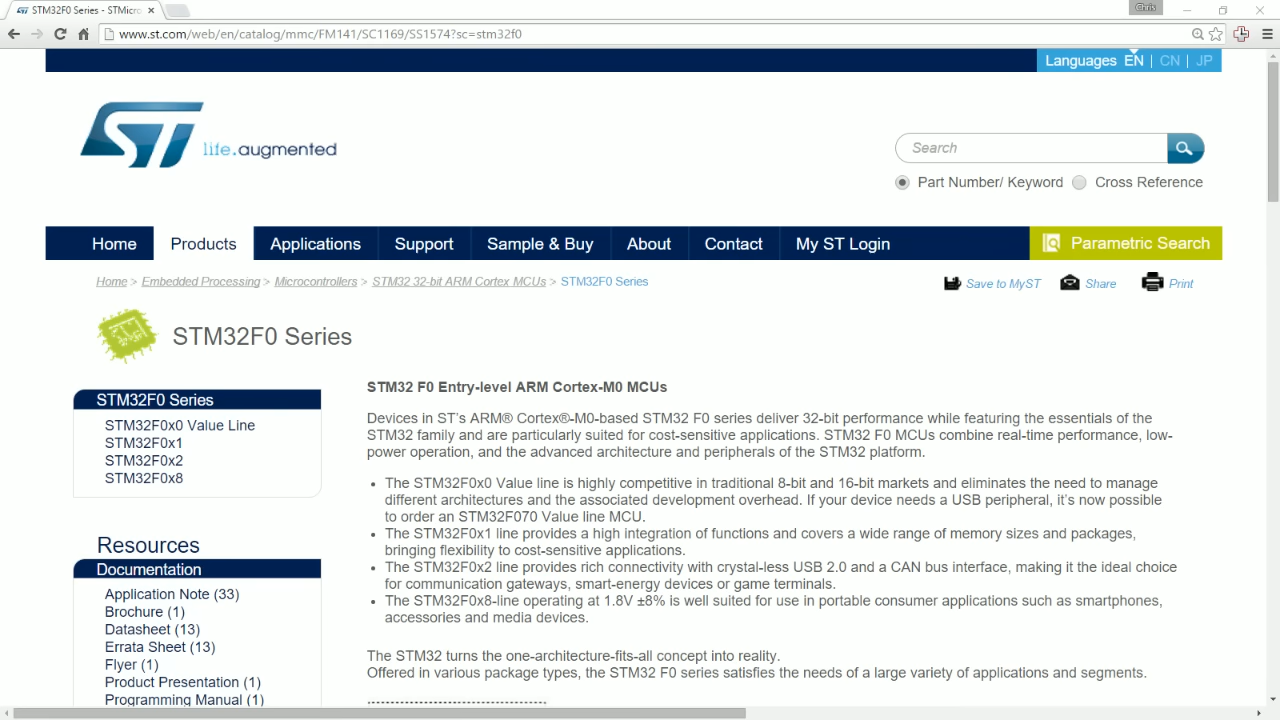 STM32F0 Series - STMicro
Chris
www.st.com/web/en/catalog/mmc/FM141/SC1169/SS1574?sc=stm32f0
Languages EN | CN | JP
ST life.augmented
Search
Part Number/ Keyword Cross Reference
Home Products Applications Support Sample & Buy About Contact My ST Login Parametric Search
Home > Embedded Processing > Microcontrollers > STM32 32-bit ARM Cortex MCUs > STM32F0 Series
Save to MyST Share Print
STM32F0 Series
STM32F0 Series
STM32F0x0 Value Line
STM32F0x1
STM32F0x2
STM32F0x8
Resources
Documentation
Application Note (33)
Brochure (1)
Datasheet (13)
Errata Sheet (13)
Flyer (1)
Product Presentation (1)
Programming Manual (1)
STM32 F0 Entry-level ARM Cortex-M0 MCUs
Devices in ST's ARM® Cortex®-M0-based STM32 F0 series deliver 32-bit performance while featuring the essentials of the
STM32 family and are particularly suited for cost-sensitive applications. STM32 F0 MCUs combine real-time performance, low-
power operation, and the advanced architecture and peripherals of the STM32 platform.
• The STM32F0x0 Value line is highly competitive in traditional 8-bit and 16-bit markets and eliminates the need to manage
different architectures and the associated development overhead. If your device needs a USB peripheral, it's now possible
to order an STM32F070 Value line MCU.
• The STM32F0x1 line provides a high integration of functions and covers a wide range of memory sizes and packages,
bringing flexibility to cost-sensitive applications.
• The STM32F0x2 line provides rich connectivity with crystal-less USB 2.0 and a CAN bus interface, making it the ideal choice
for communication gateways, smart-energy devices or game terminals.
• The STM32F0x8-line operating at 1.8V ±8% is well suited for use in portable consumer applications such as smartphones,
accessories and media devices.
The STM32 turns the one-architecture-fits-all concept into reality.
Offered in various package types, the STM32 F0 series satisfies the needs of a large variety of applications and segments.